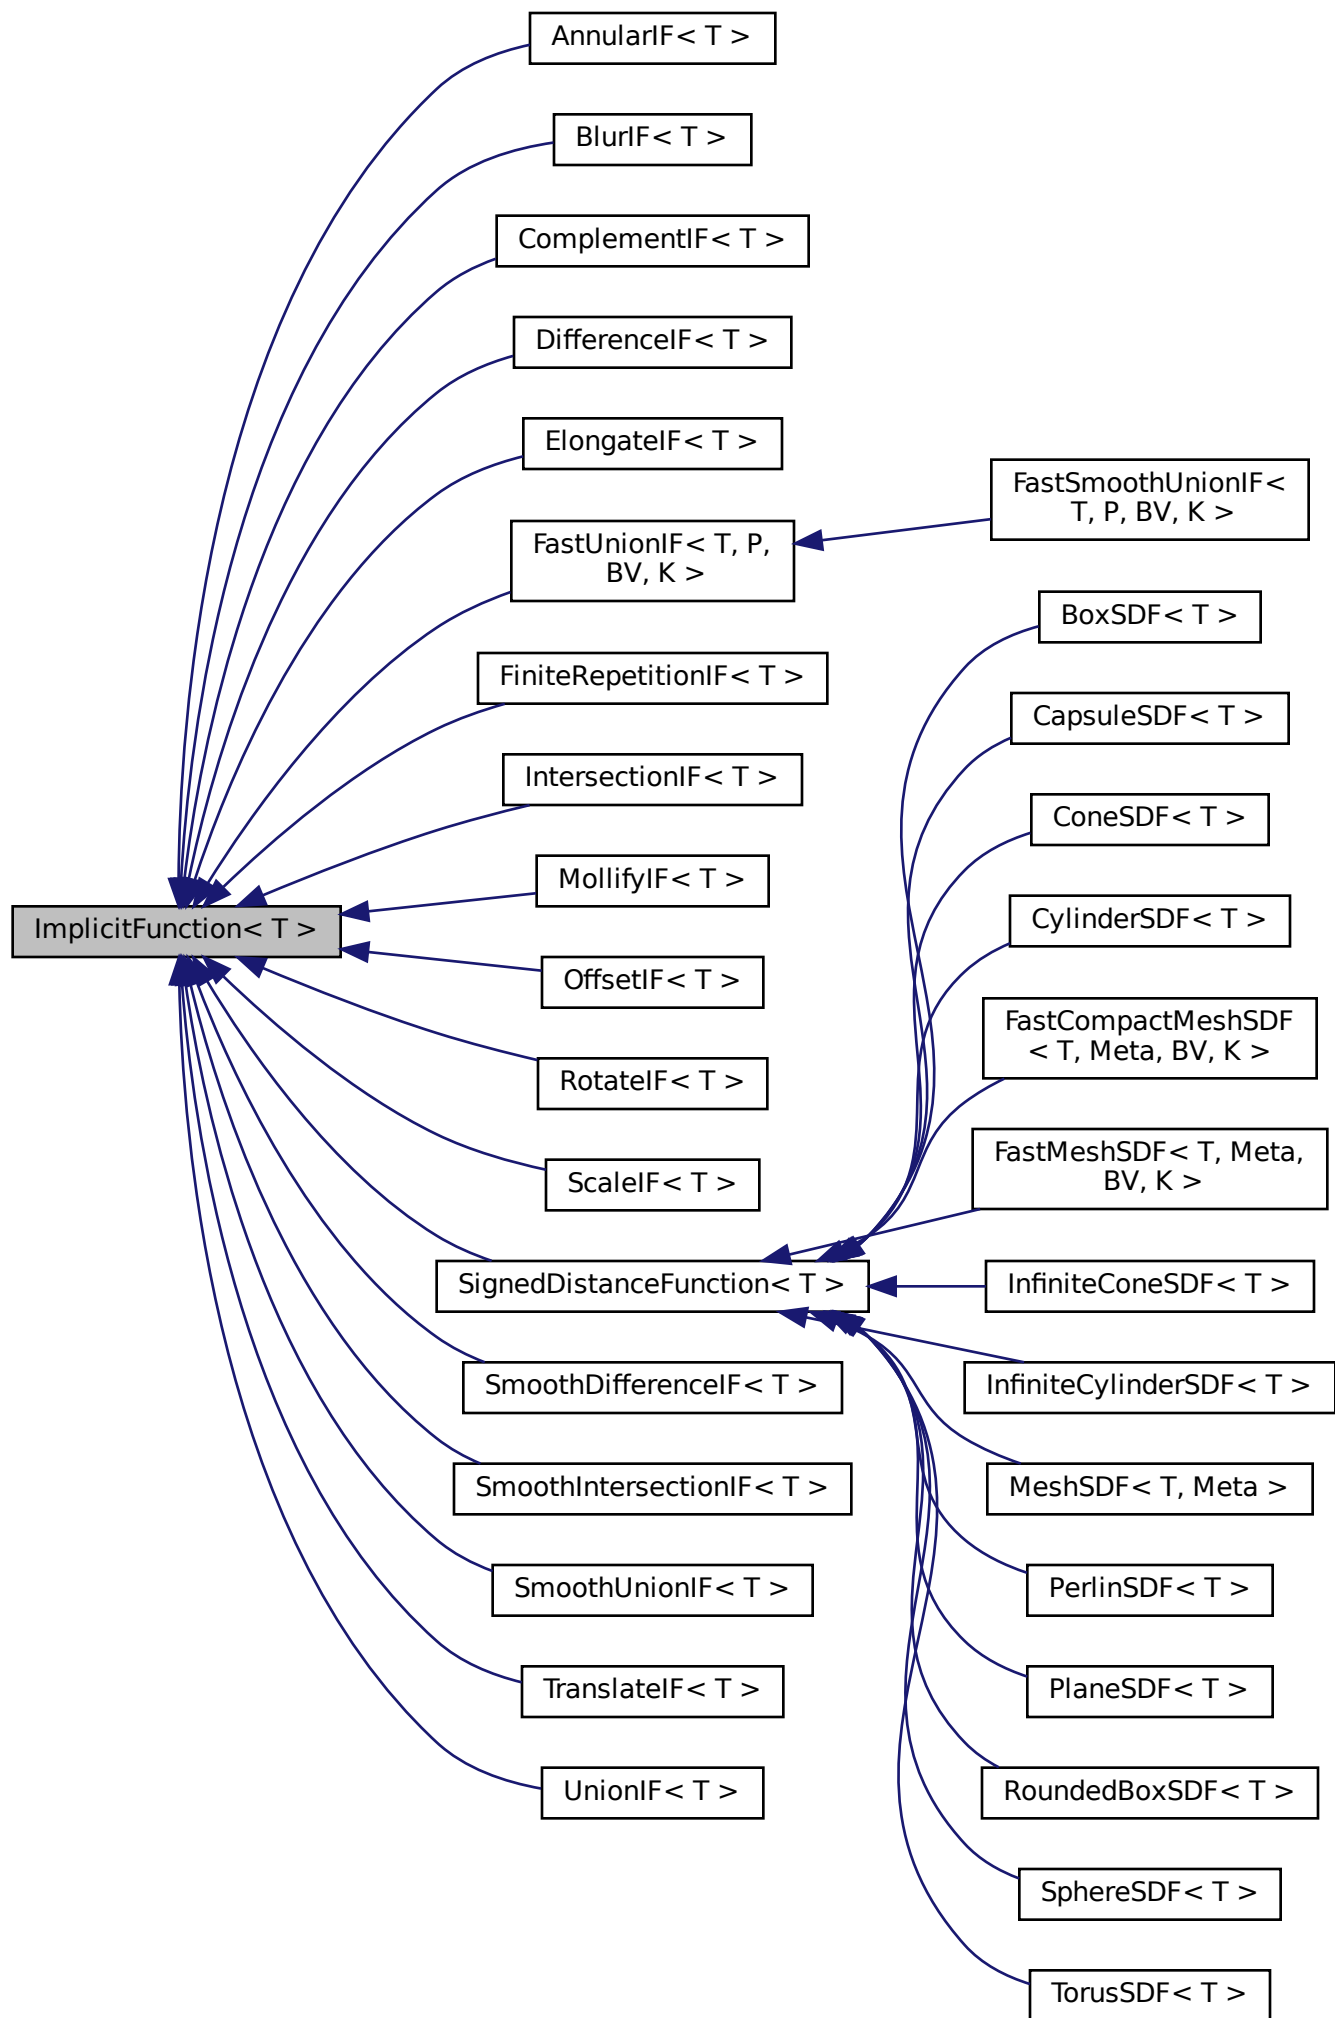 AnnularIF< T >
BlurIF< T >
ComplementIF< T >
DifferenceIF< T >
ElongateIF< T >
FastUnionIF< T, P,
BV, K >
FiniteRepetitionIF< T >
IntersectionIF< T >
MollifyIF< T >
OffsetIF< T >
RotateIF< T >
ScaleIF< T >
SignedDistanceFunction< T >
SmoothDifferenceIF< T >
SmoothIntersectionIF< T >
SmoothUnionIF< T >
TranslateIF< T >
UnionIF< T >
ImplicitFunction< T >
FastSmoothUnionIF<
T, P, BV, K >
BoxSDF< T >
CapsuleSDF< T >
ConeSDF< T >
CylinderSDF< T >
FastCompactMeshSDF
< T, Meta, BV, K >
FastMeshSDF< T, Meta,
BV, K >
InfiniteConeSDF< T >
InfiniteCylinderSDF< T >
MeshSDF< T, Meta >
PerlinSDF< T >
PlaneSDF< T >
RoundedBoxSDF< T >
SphereSDF< T >
TorusSDF< T >